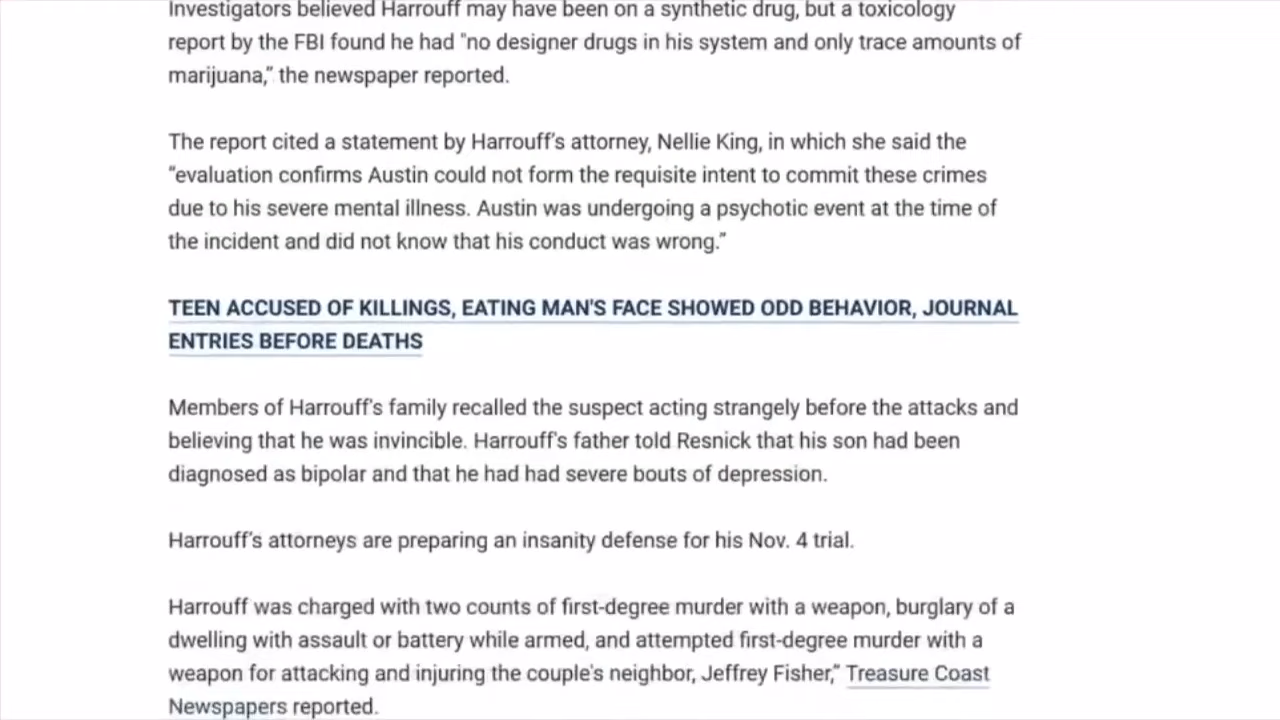 Investigators believed Harrouff may have been on a synthetic drug, but a toxicology
report by the FBI found he had "no designer drugs in his system and only trace amounts of
marijuana," the newspaper reported.
The report cited a statement by Harrouff's attorney, Nellie King, in which she said the
"evaluation confirms Austin could not form the requisite intent to commit these crimes
due to his severe mental illness. Austin was undergoing a psychotic event at the time of
the incident and did not know that his conduct was wrong."
TEEN ACCUSED OF KILLINGS, EATING MAN'S FACE SHOWED ODD BEHAVIOR, JOURNAL
ENTRIES BEFORE DEATHS
Members of Harrouff's family recalled the suspect acting strangely before the attacks and
believing that he was invincible. Harrouff's father told Resnick that his son had been
diagnosed as bipolar and that he had had severe bouts of depression.
Harrouff's attorneys are preparing an insanity defense for his Nov. 4 trial.
Harrouff was charged with two counts of first-degree murder with a weapon, burglary of a
dwelling with assault or battery while armed, and attempted first-degree murder with a
weapon for attacking and injuring the couple's neighbor, Jeffrey Fisher," Treasure Coast
Newspapers reported.